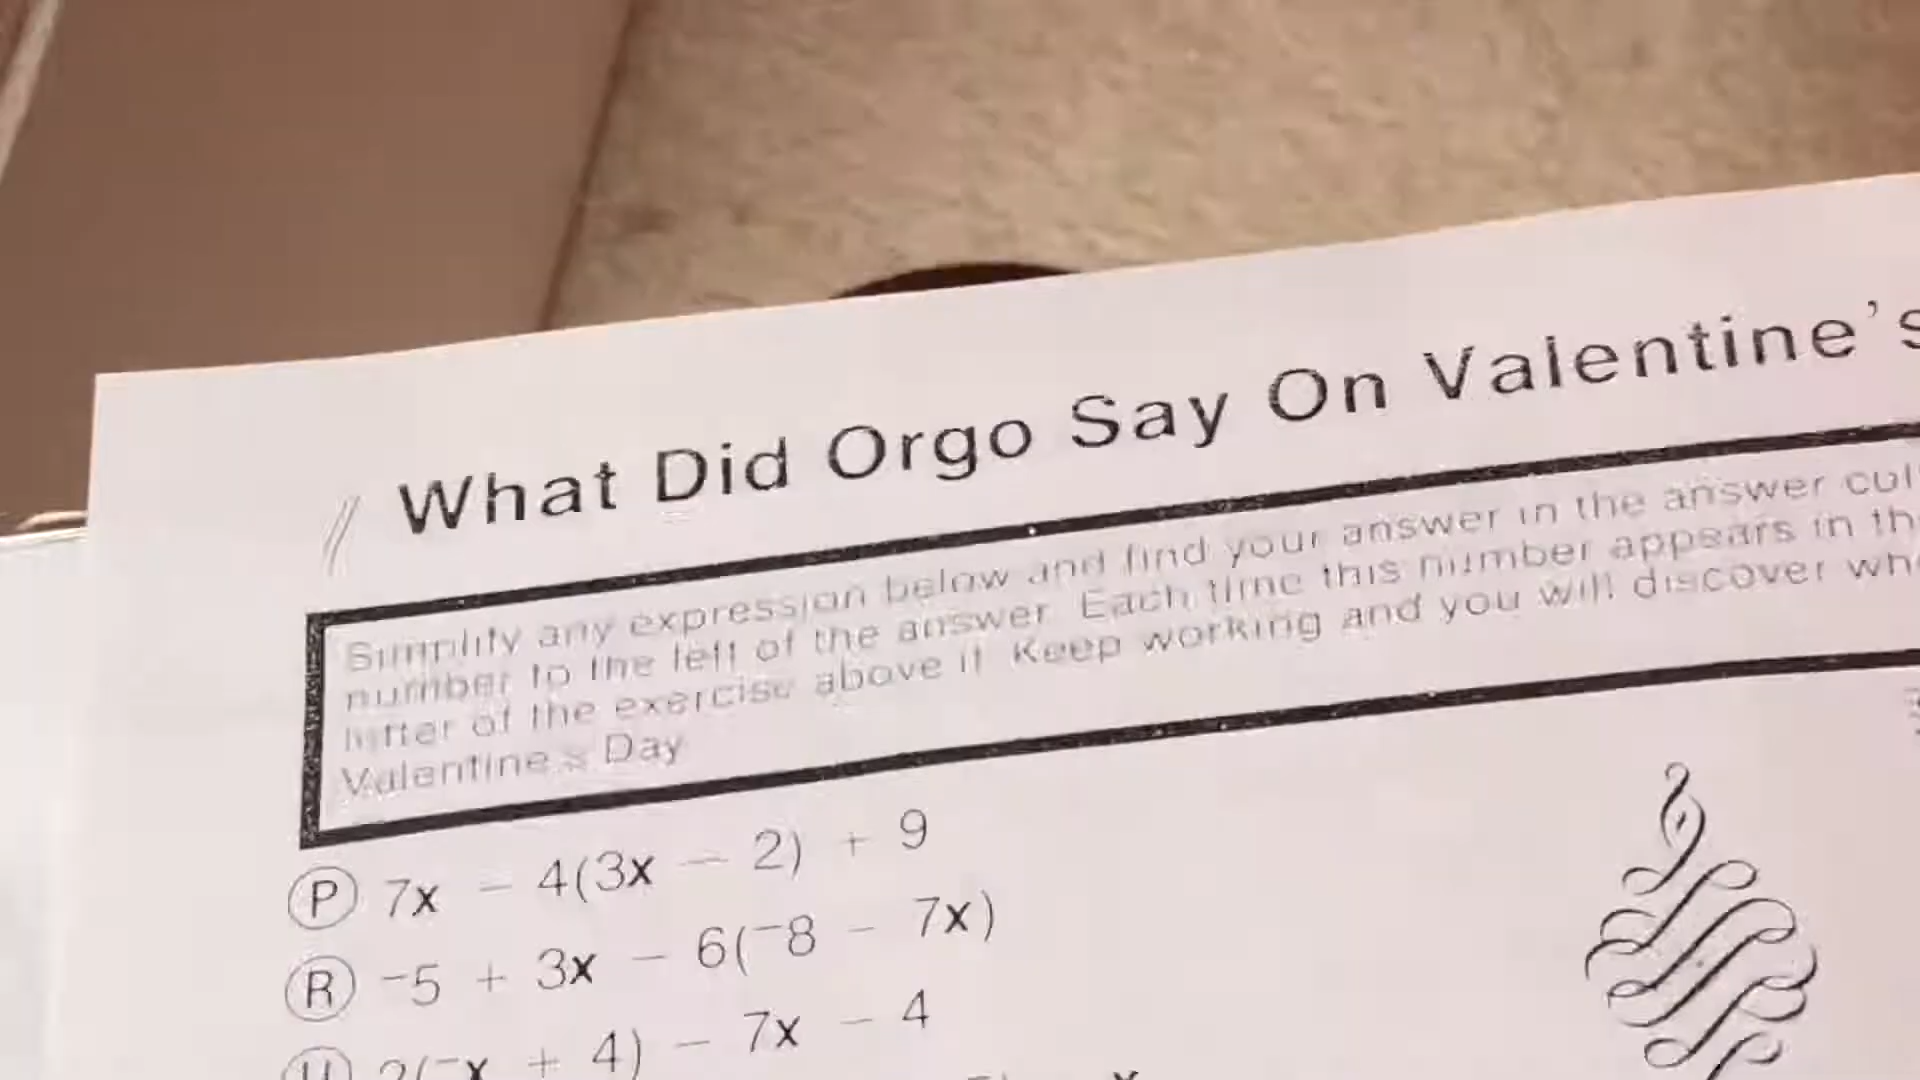 What Did Orgo Say On Valentine's
Simplify any expression below and find your answer in the answer col
number to the left of the answer. Each time this number appears in th
letter of the exercise above it. Keep working and you will discover wh
Valentine's Day
P 7x − 4(3x − 2) + 9
R ⁻5 + 3x − 6(⁻8 − 7x)
2(⁻x + 4) − 7x − 4
x